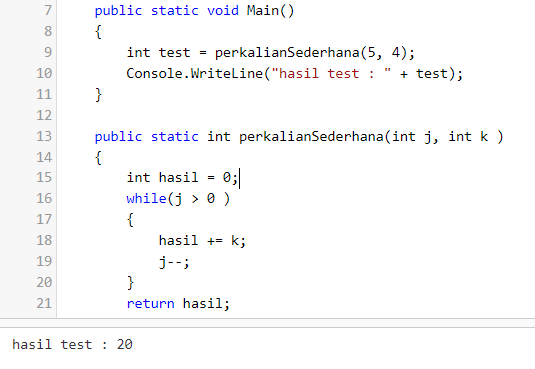 7 public static void Main()
8 {
9 int test = perkalianSederhana(5, 4);
10 Console.WriteLine("hasil test : " + test);
11 }
12
13 public static int perkalianSederhana(int j, int k )
14 {
15 int hasil = 0;
16 while(j > 0 )
17 {
18 hasil += k;
19 j--;
20 }
21 return hasil;
hasil test : 20